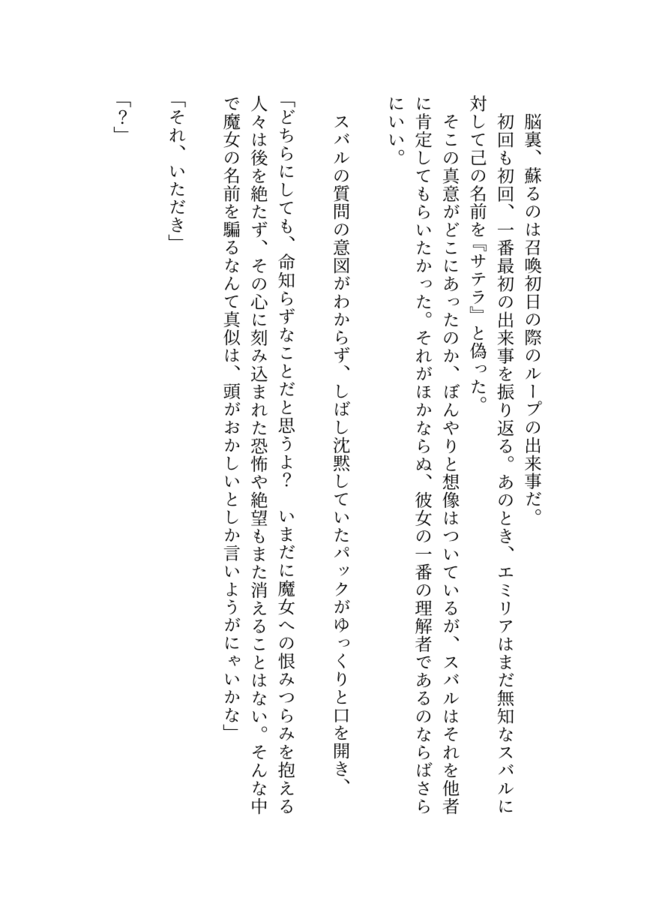 脳裏、蘇るのは召喚初日の際のループの出来事だ。
　初回も初回、一番最初の出来事を振り返る。あのとき、エミリアはまだ無知なスバルに
対して己の名前を『サテラ』と偽った。
　そこの真意がどこにあったのか、ぼんやりと想像はついているが、スバルはそれを他者
に肯定してもらいたかった。それがほかならぬ、彼女の一番の理解者であるのならばさら
にいい。
　スバルの質問の意図がわからず、しばし沈黙していたパックがゆっくりと口を開き、
「どちらにしても、命知らずなことだと思うよ？　いまだに魔女への恨みつらみを抱える
人々は後を絶たず、その心に刻み込まれた恐怖や絶望もまた消えることはない。そんな中
で魔女の名前を騙るなんて真似は、頭がおかしいとしか言いようがにゃいかな」
「それ、いただき」
「？」